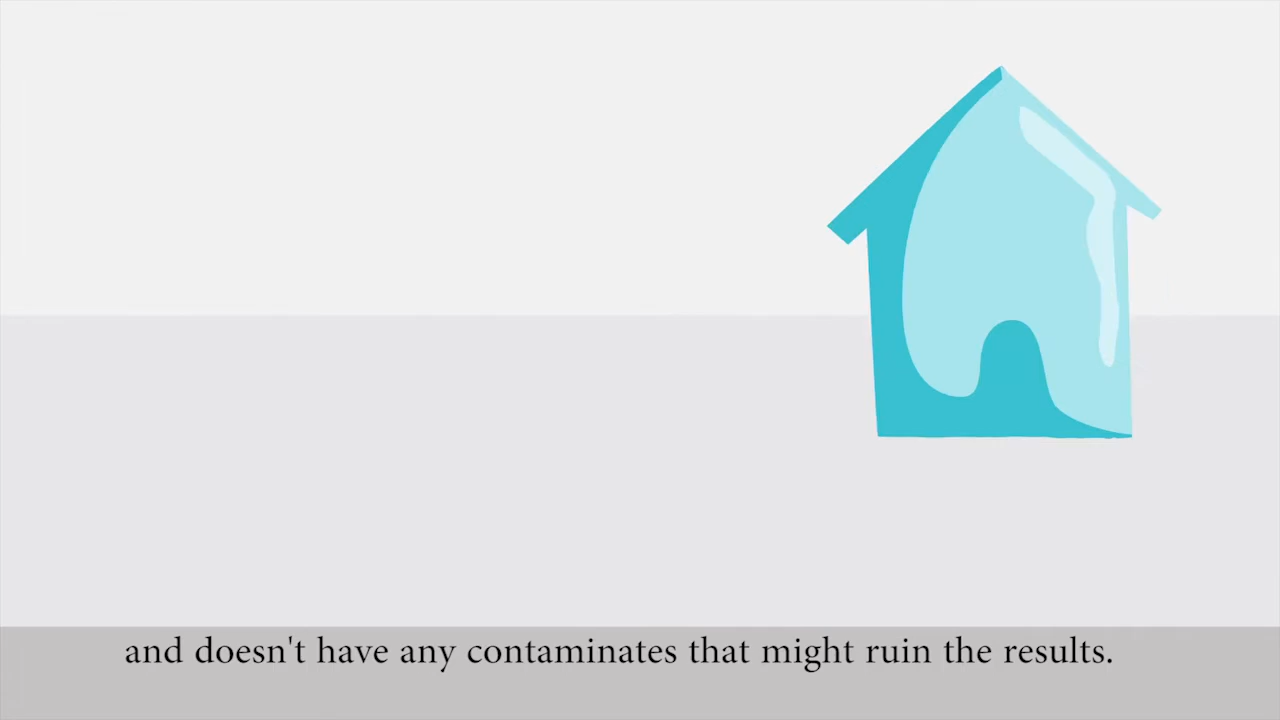 and doesn't have any contaminates that might ruin the results.